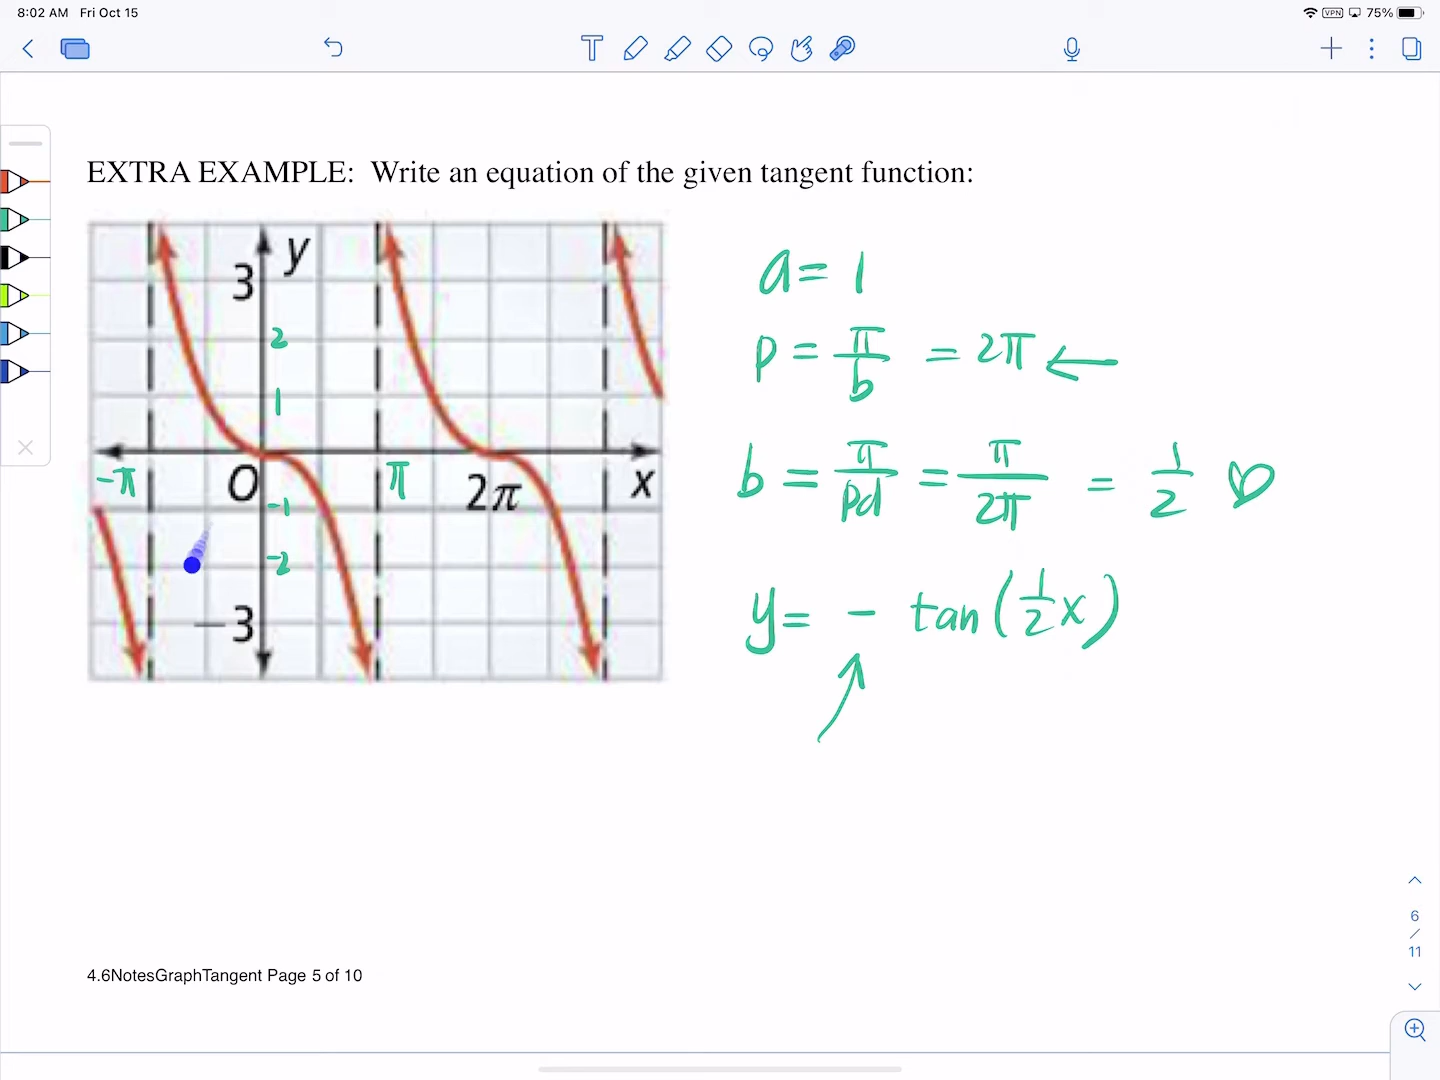 8:02 AM Fri Oct 15
VPN 75%
T
EXTRA EXAMPLE: Write an equation of the given tangent function:
y
3
2
1
-π
O
π
2π
x
-1
-2
-3
a = 1
P = π/b = 2π ←
b = π/pd = π/2π = 1/2 ♡
y = - tan(1/2 x)
6
/
11
4.6NotesGraphTangent Page 5 of 10